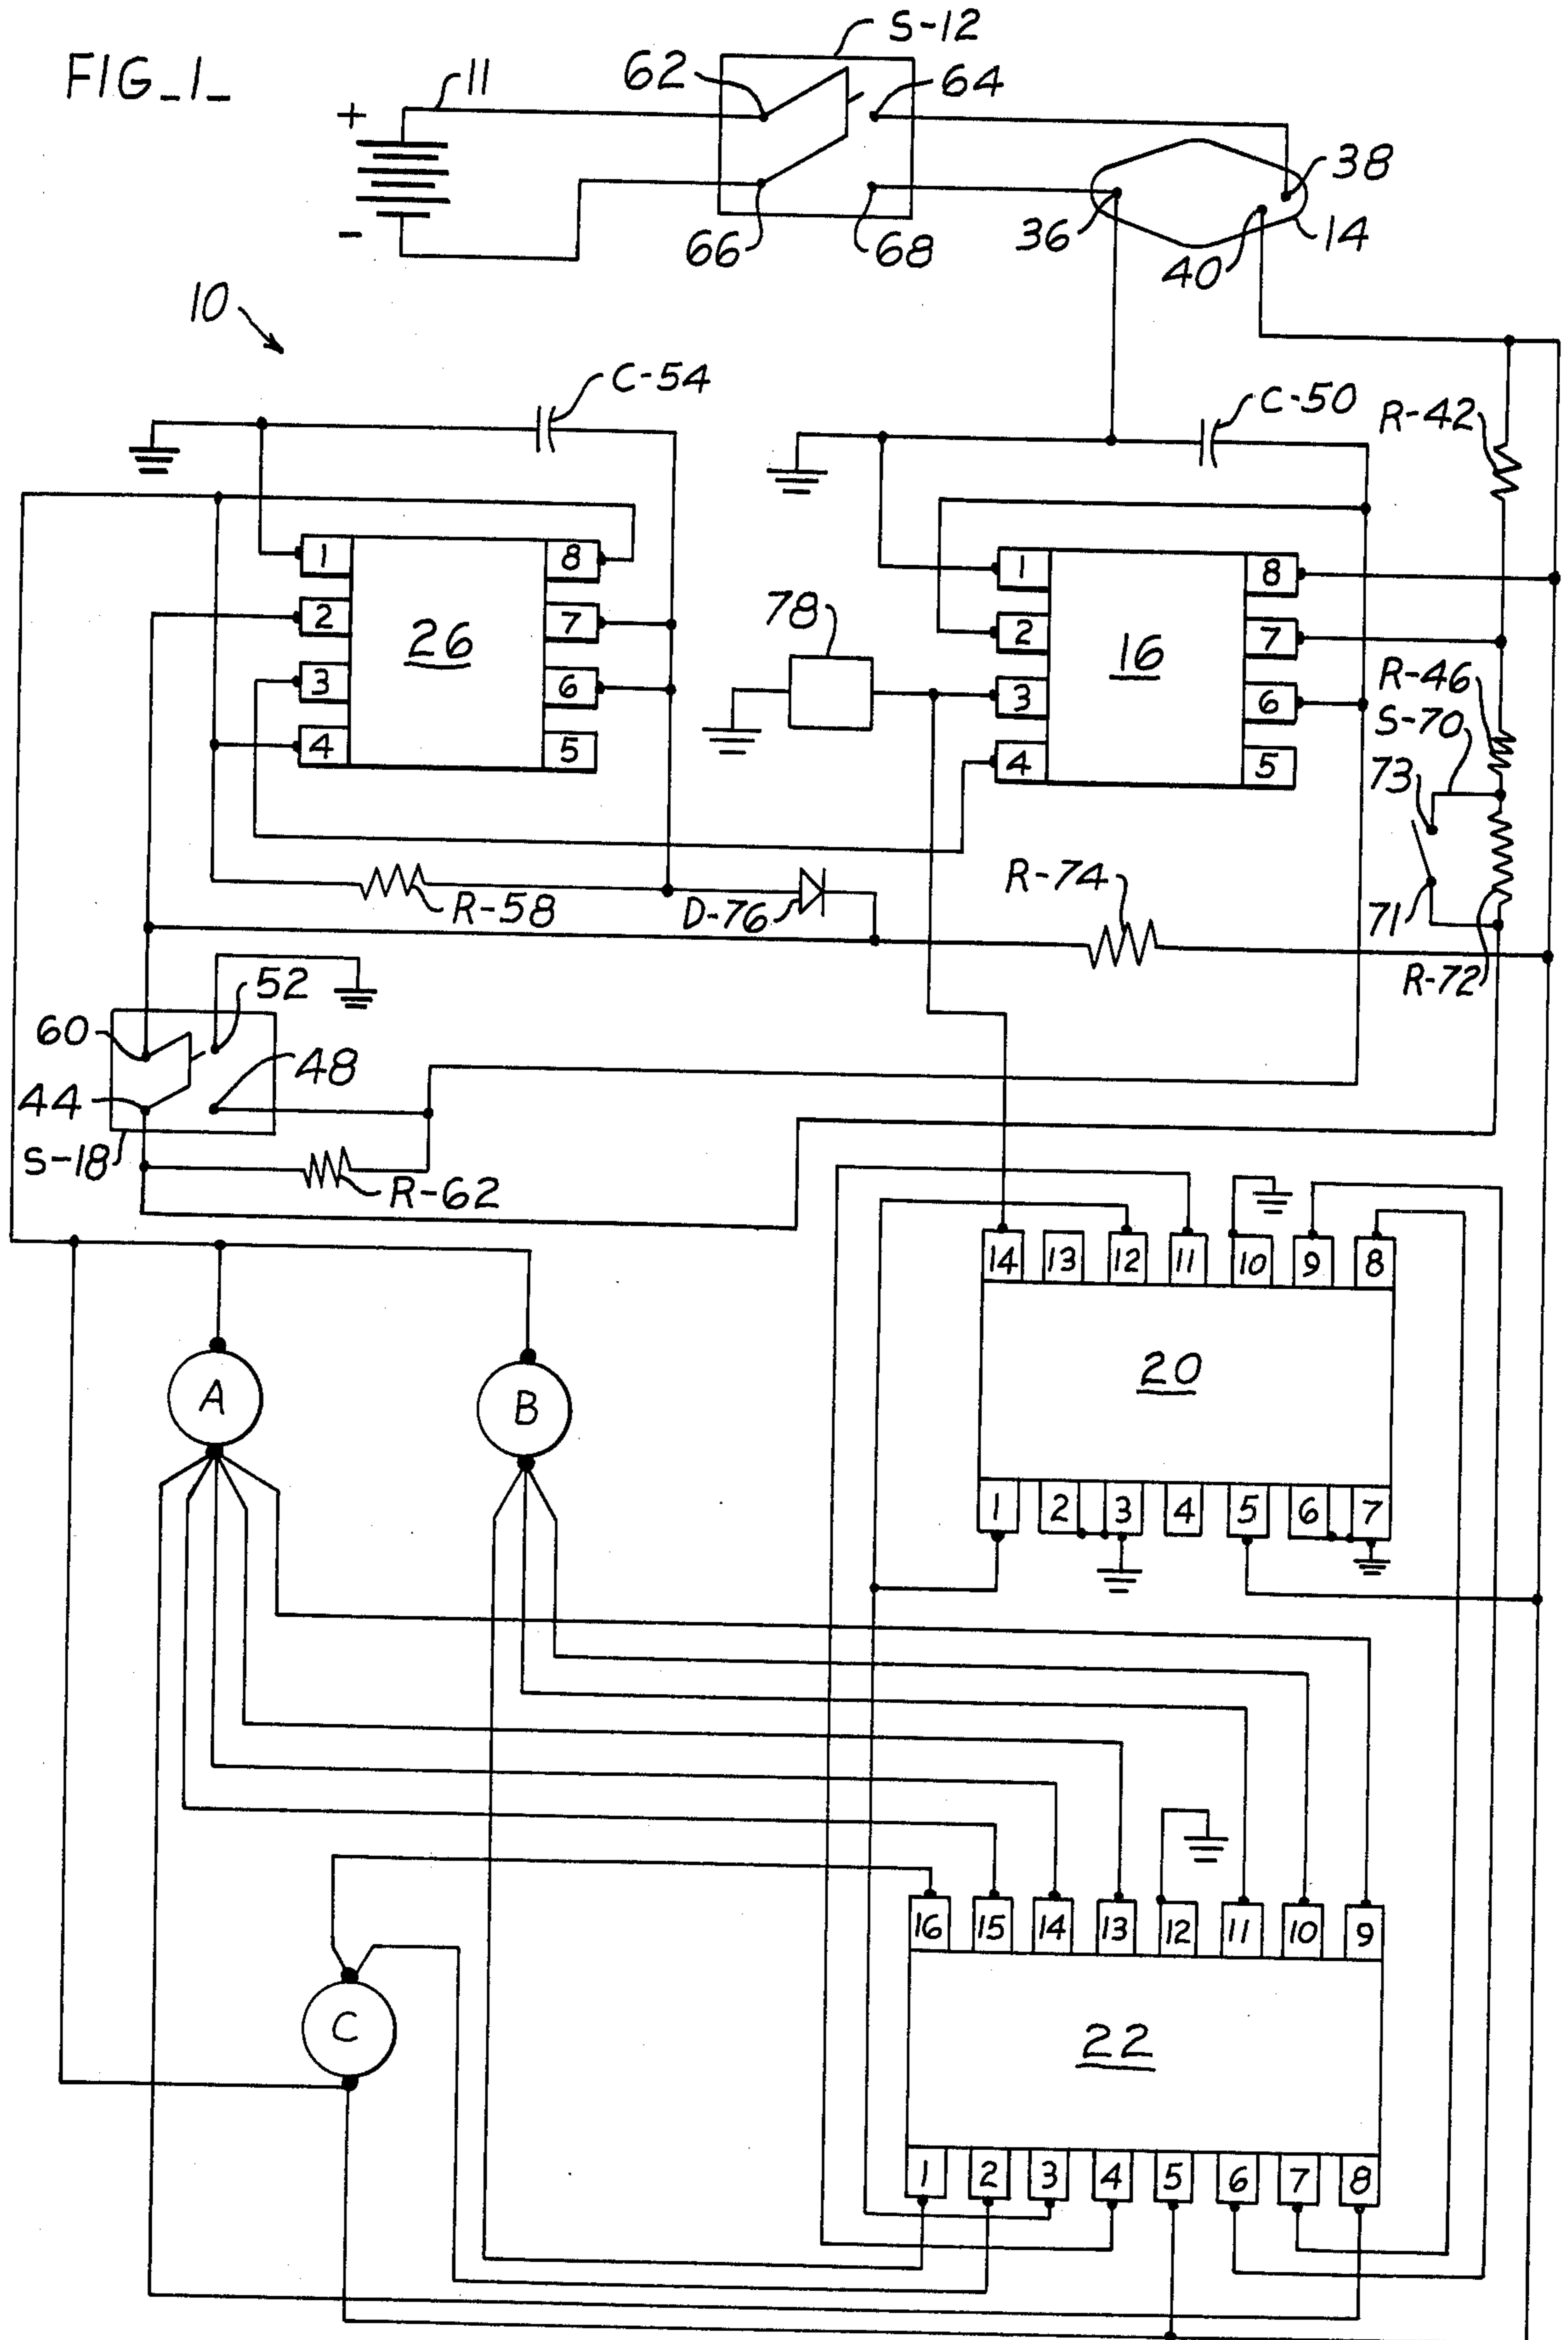 FIG_1_
S-12
11
62
64
+
-
66
68
38
36
40
14
10
C-54
C-50
R-42
1
8
2
7
26
3
6
4
5
78
1
8
2
7
16
3
6
4
5
R-46
S-70
73
71
R-72
R-58
D-76
R-74
52
60
48
44
S-18
R-62
14 13 12 11 10 9 8
20
1 2 3 4 5 6 7
A
B
16 15 14 13 12 11 10 9
C
22
1 2 3 4 5 6 7 8